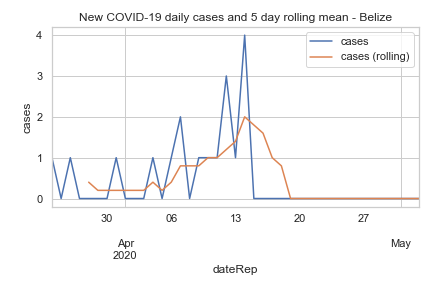 New COVID-19 daily cases and 5 day rolling mean - Belize
cases
cases (rolling)
cases
4
3
2
1
0
30
06
13
20
27
Apr
2020
May
dateRep